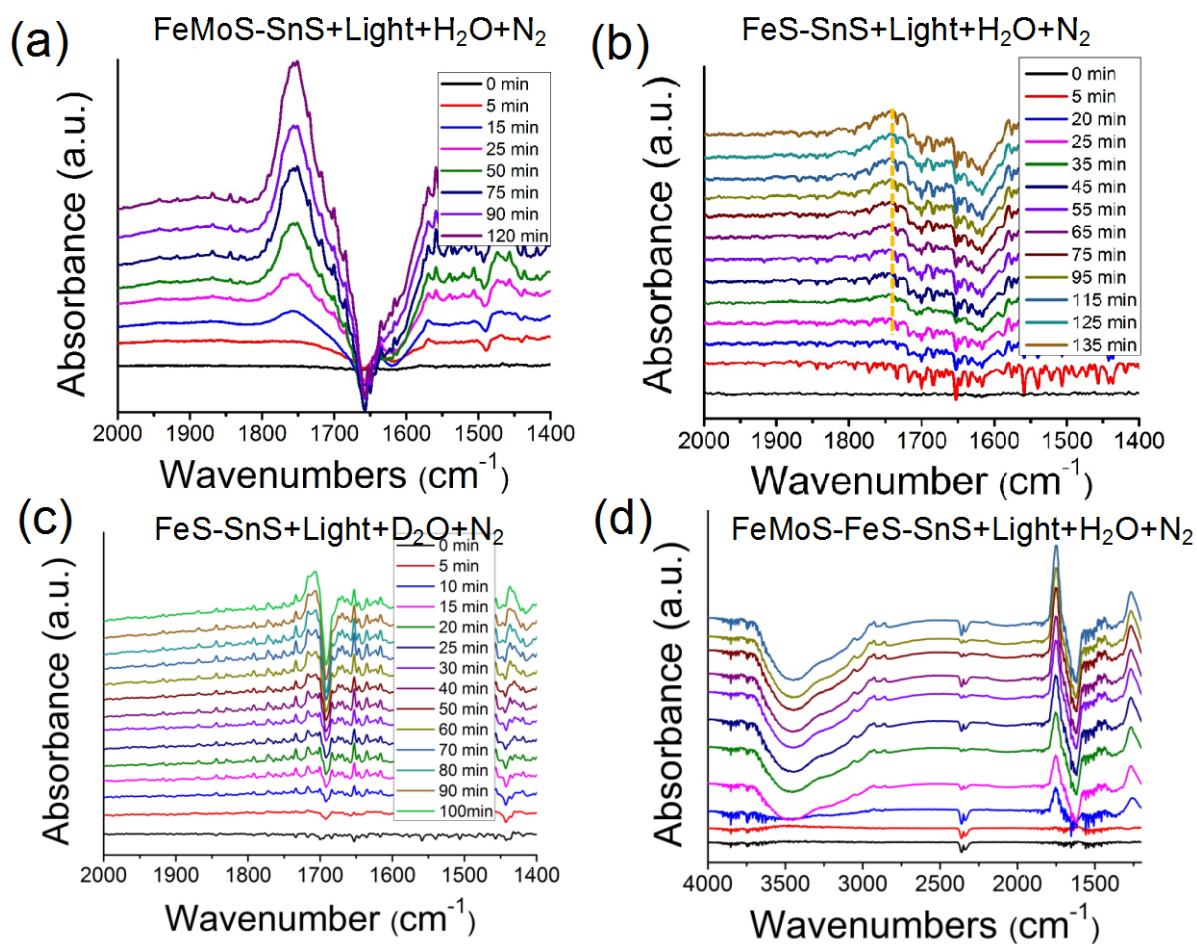 (a) FeMoS-SnS+Light+H₂O+N₂
0 min
5 min
15 min
25 min
50 min
75 min
90 min
120 min
Absorbance (a.u.)
2000 1900 1800 1700 1600 1500 1400
Wavenumbers (cm⁻¹)
(b) FeS-SnS+Light+H₂O+N₂
0 min
5 min
20 min
25 min
35 min
45 min
55 min
65 min
75 min
95 min
115 min
125 min
135 min
Absorbance (a.u.)
2000 1900 1800 1700 1600 1500 1400
Wavenumber (cm⁻¹)
(c) FeS-SnS+Light+D₂O+N₂
0 min
5 min
10 min
15 min
20 min
25 min
30 min
40 min
50 min
60 min
70 min
80 min
90 min
100min
Absorbance (a.u.)
2000 1900 1800 1700 1600 1500 1400
Wavenumber (cm⁻¹)
(d) FeMoS-FeS-SnS+Light+H₂O+N₂
Absorbance (a.u.)
4000 3500 3000 2500 2000 1500
Wavenumbers (cm⁻¹)